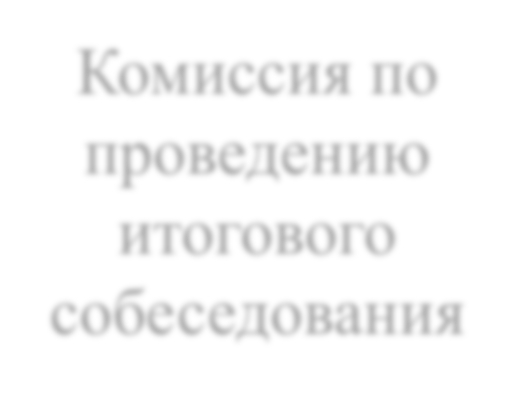 Комиссия по
проведению
итогового
собеседования